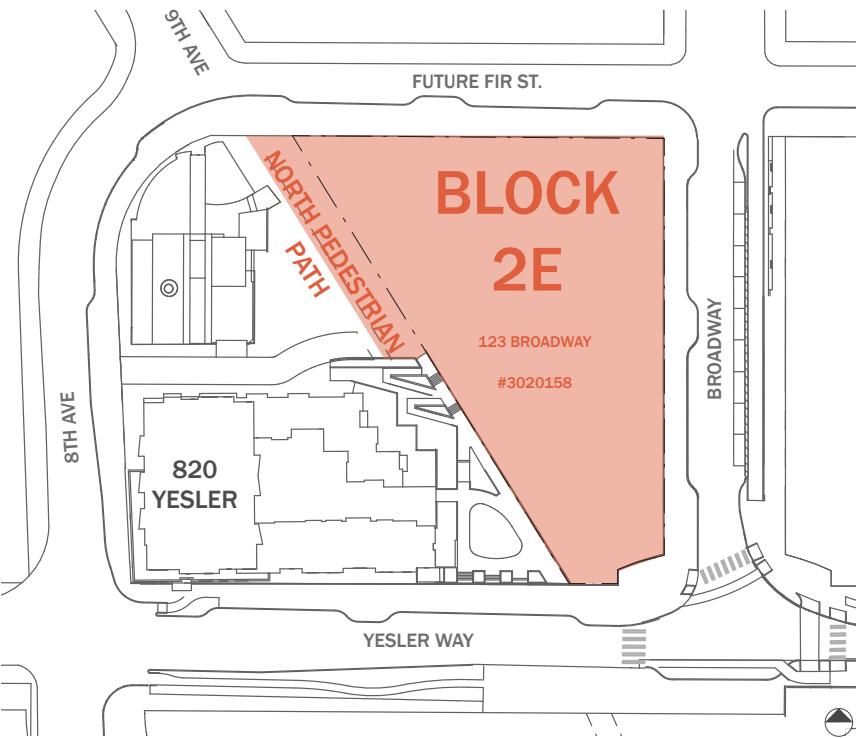 9TH AVE
FUTURE FIR ST.
BLOCK
2E
NORTH PEDESTRIAN
PATH
123 BROADWAY
#3020158
BROADWAY
8TH AVE
820
YESLER
YESLER WAY